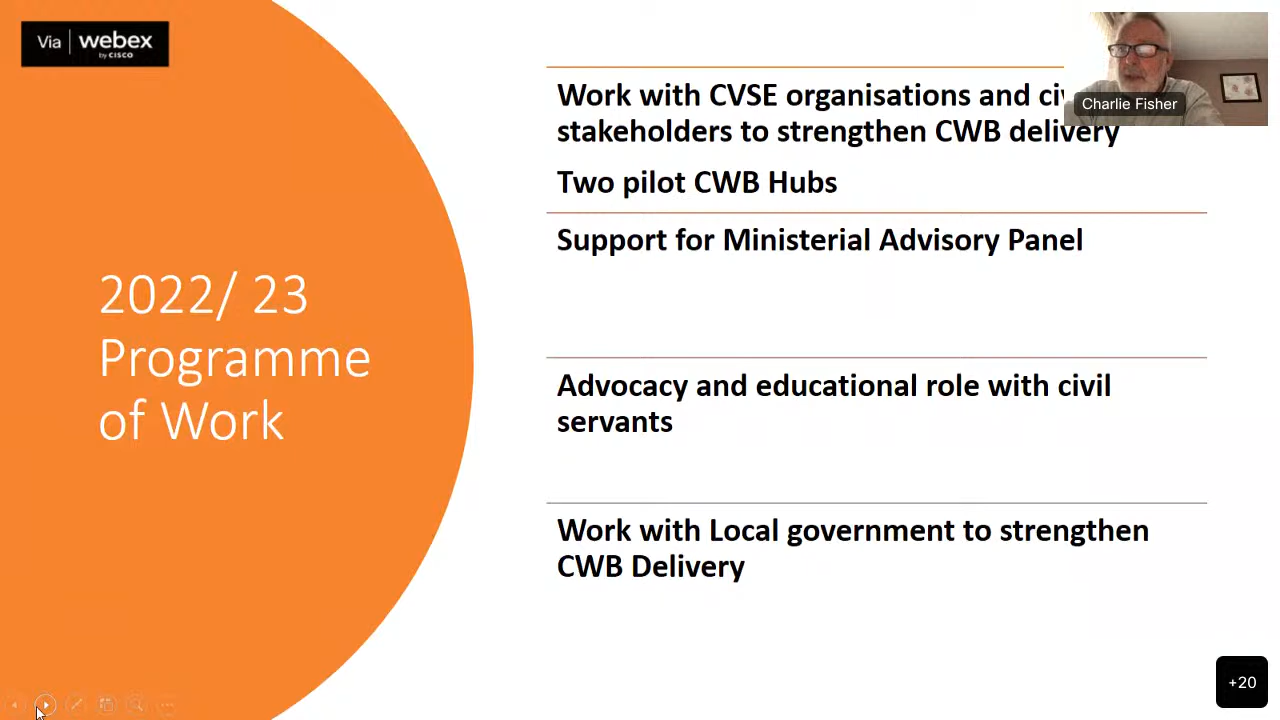 Via webex
by CISCO
Charlie Fisher
Work with CVSE organisations and
stakeholders to strengthen CWB delivery
Two pilot CWB Hubs
Support for Ministerial Advisory Panel
2022/ 23
Programme
of Work
Advocacy and educational role with civil
servants
Work with Local government to strengthen
CWB Delivery
+20